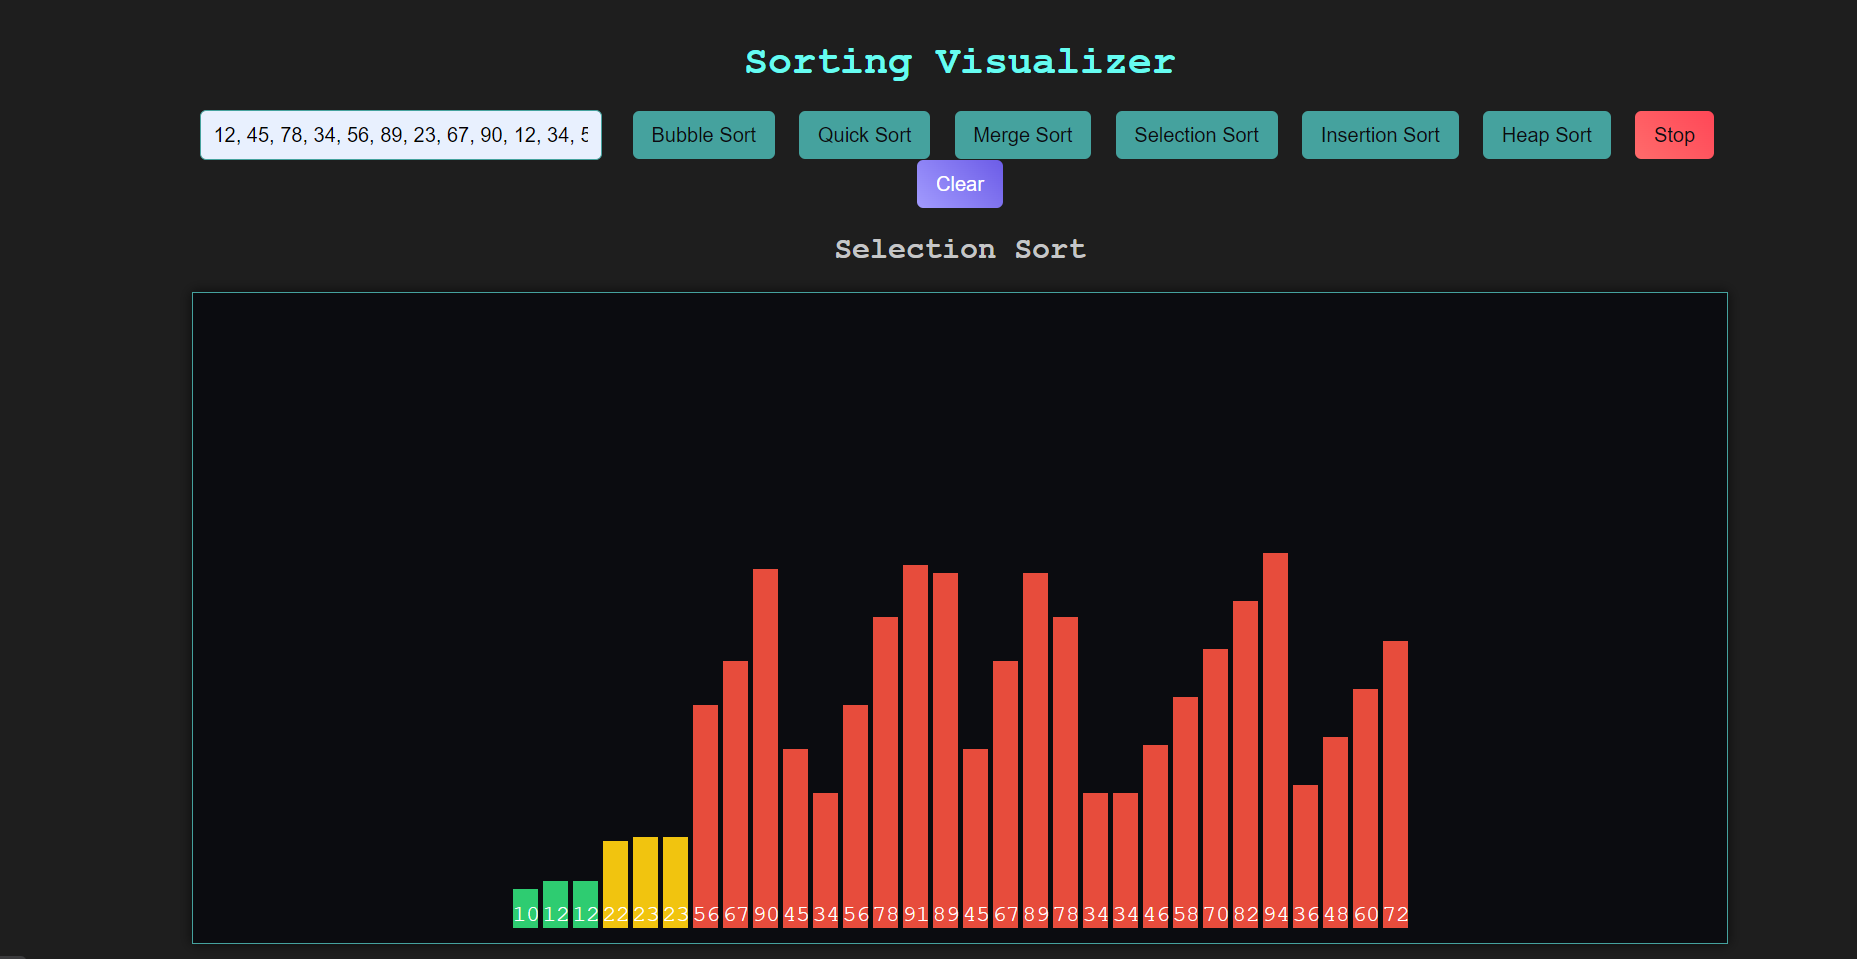 Sorting Visualizer
12, 45, 78, 34, 56, 89, 23, 67, 90, 12, 34, 5 Bubble Sort Quick Sort Merge Sort Selection Sort Insertion Sort Heap Sort Stop
Clear
Selection Sort
10 12 12 22 23 23 56 67 90 45 34 56 78 91 89 45 67 89 78 34 34 46 58 70 82 94 36 48 60 72